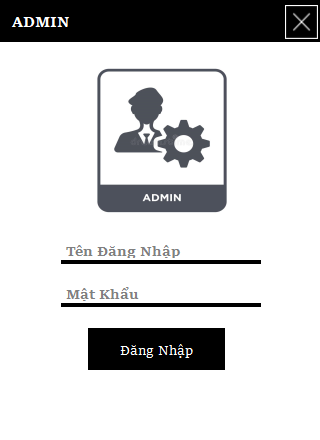 ADMIN
ADMIN
Tên Đăng Nhập
Mật Khẩu
Đăng Nhập